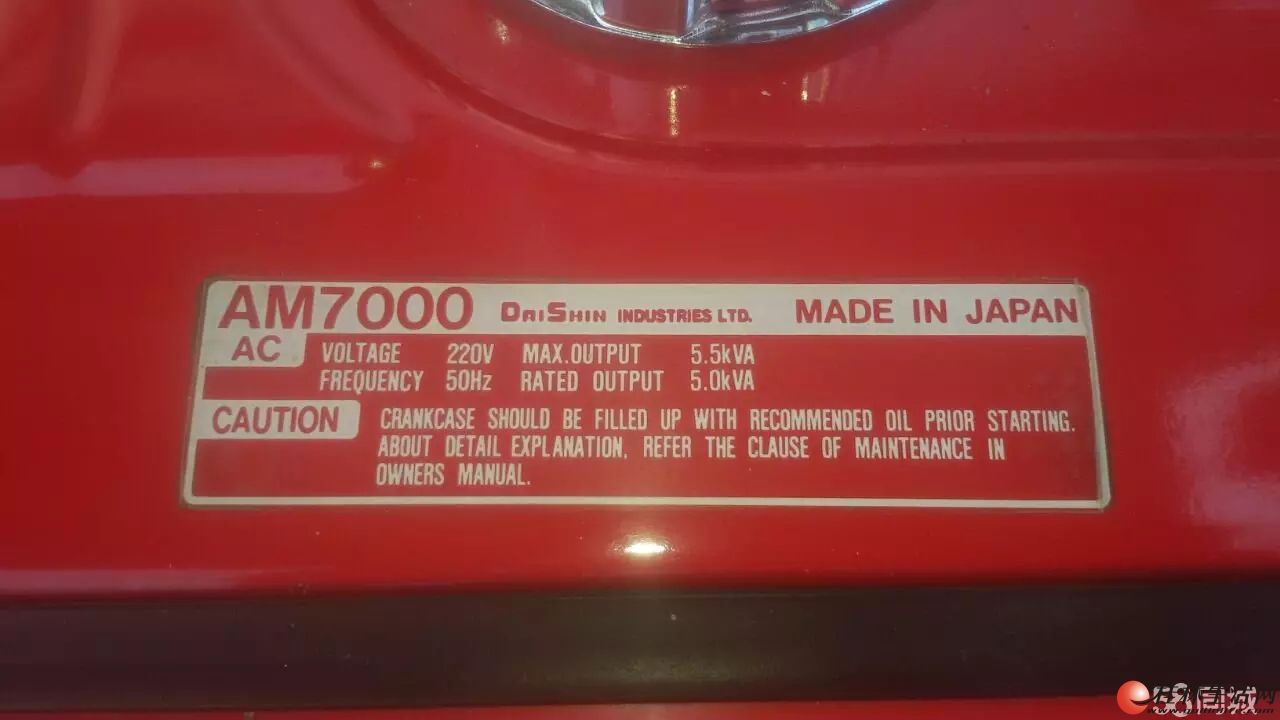 AM7000 DAISHIN INDUSTRIES LTD. MADE IN JAPAN
AC VOLTAGE 220V MAX.OUTPUT 5.5kVA
FREQUENCY 50Hz RATED OUTPUT 5.0kVA
CAUTION CRANKCASE SHOULD BE FILLED UP WITH RECOMMENDED OIL PRIOR STARTING.
ABOUT DETAIL EXPLANATION, REFER THE CLAUSE OF MAINTENANCE IN
OWNERS MANUAL.